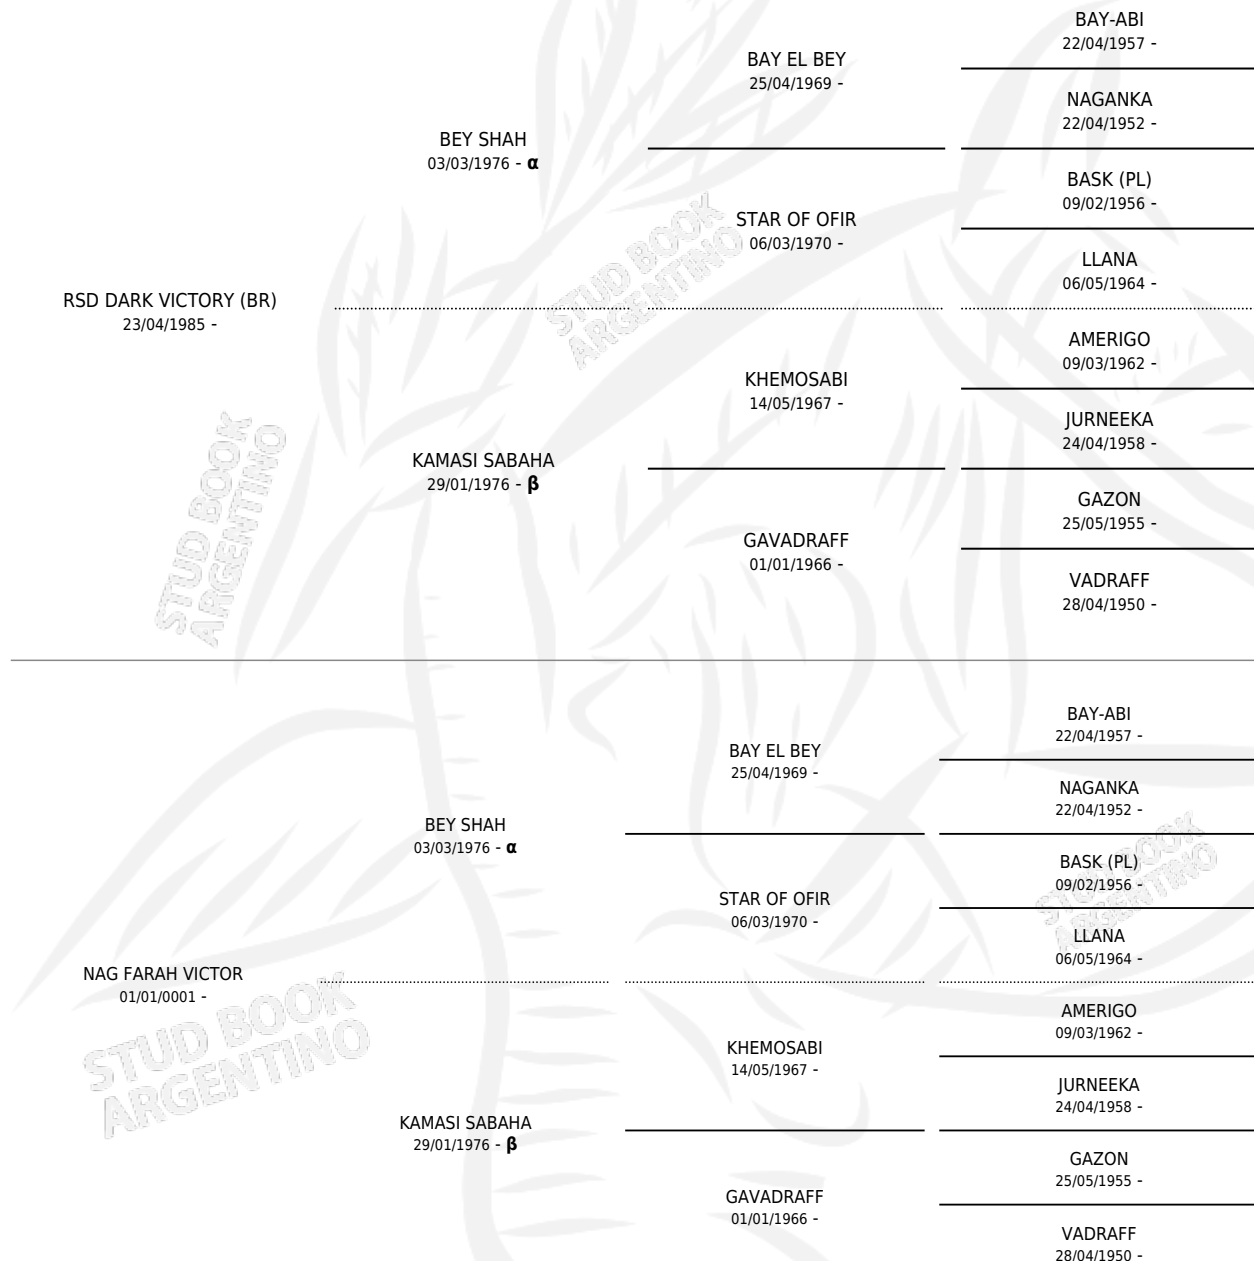 BAY-ABI
22/04/1957 -
BAY EL BEY
25/04/1969 -
NAGANKA
22/04/1952 -
BEY SHAH
03/03/1976 - α
BASK (PL)
09/02/1956 -
STAR OF OFIR
06/03/1970 -
LLANA
06/05/1964 -
RSD DARK VICTORY (BR)
23/04/1985 -
AMERIGO
09/03/1962 -
KHEMOSABI
14/05/1967 -
JURNEEKA
24/04/1958 -
KAMASI SABAHA
29/01/1976 - β
GAZON
25/05/1955 -
GAVADRAFF
01/01/1966 -
VADRAFF
28/04/1950 -
STUD BOOK
ARGENTINO
STUD BOOK
ARGENTINO
BAY-ABI
22/04/1957 -
BAY EL BEY
25/04/1969 -
NAGANKA
22/04/1952 -
BEY SHAH
03/03/1976 - α
BASK (PL)
09/02/1956 -
STAR OF OFIR
06/03/1970 -
LLANA
06/05/1964 -
NAG FARAH VICTOR
01/01/0001 -
AMERIGO
09/03/1962 -
KHEMOSABI
14/05/1967 -
JURNEEKA
24/04/1958 -
KAMASI SABAHA
29/01/1976 - β
GAZON
25/05/1955 -
GAVADRAFF
01/01/1966 -
VADRAFF
28/04/1950 -
STUD BOOK
ARGENTINO
STUD BOOK
ARGENTINO